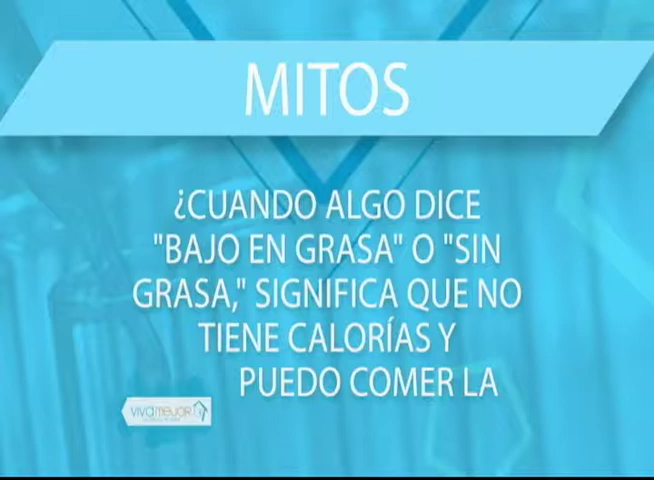 MITOS
¿CUANDO ALGO DICE
"BAJO EN GRASA" O "SIN
GRASA," SIGNIFICA QUE NO
TIENE CALORÍAS Y
PUEDO COMER LA
vivamejor